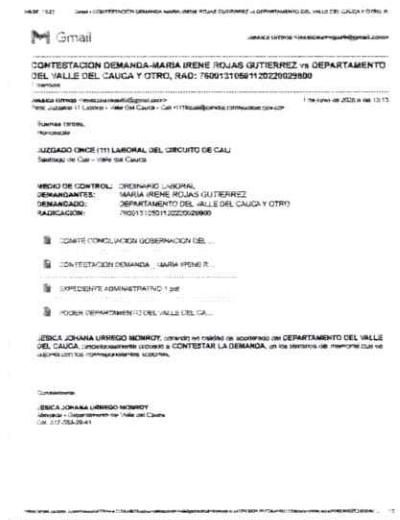 Gmail
CONTESTACION DEMANDA-MARIA IRENE ROJAS GUTIERREZ vs DEPARTAMENTO
DEL VALLE DEL CAUCA Y OTRO, RAD: 76001310501120220029800
Buenas tardes,
Honorable
JUZGADO ONCE (11) LABORAL DEL CIRCUITO DE CALI
Santiago de Cali - Valle del Cauca
MEDIO DE CONTROL: ORDINARIO LABORAL
DEMANDANTES: MARIA IRENE ROJAS GUTIERREZ
DEMANDADO: DEPARTAMENTO DEL VALLE DEL CAUCA Y OTRO
RADICACIÓN: 76001310501120220029800
COMITE CONCILIACION GOBERNACION DEL ...
CONTESTACION DEMANDA _ MARIA IRENE R...
EXPEDIENTE ADMINISTRATIVO 1.pdf
PODER DEPARTAMENTO DEL VALLE DEL CA...
JESICA JOHANA URREGO MONROY, obrando en calidad de apoderada del DEPARTAMENTO DEL VALLE
DEL CAUCA, procedo a CONTESTAR LA DEMANDA, en los términos del memorial que se
adjunta con los correspondientes soportes.
JESICA JOHANA URREGO MONROY
Abogada - Departamento del Valle del Cauca